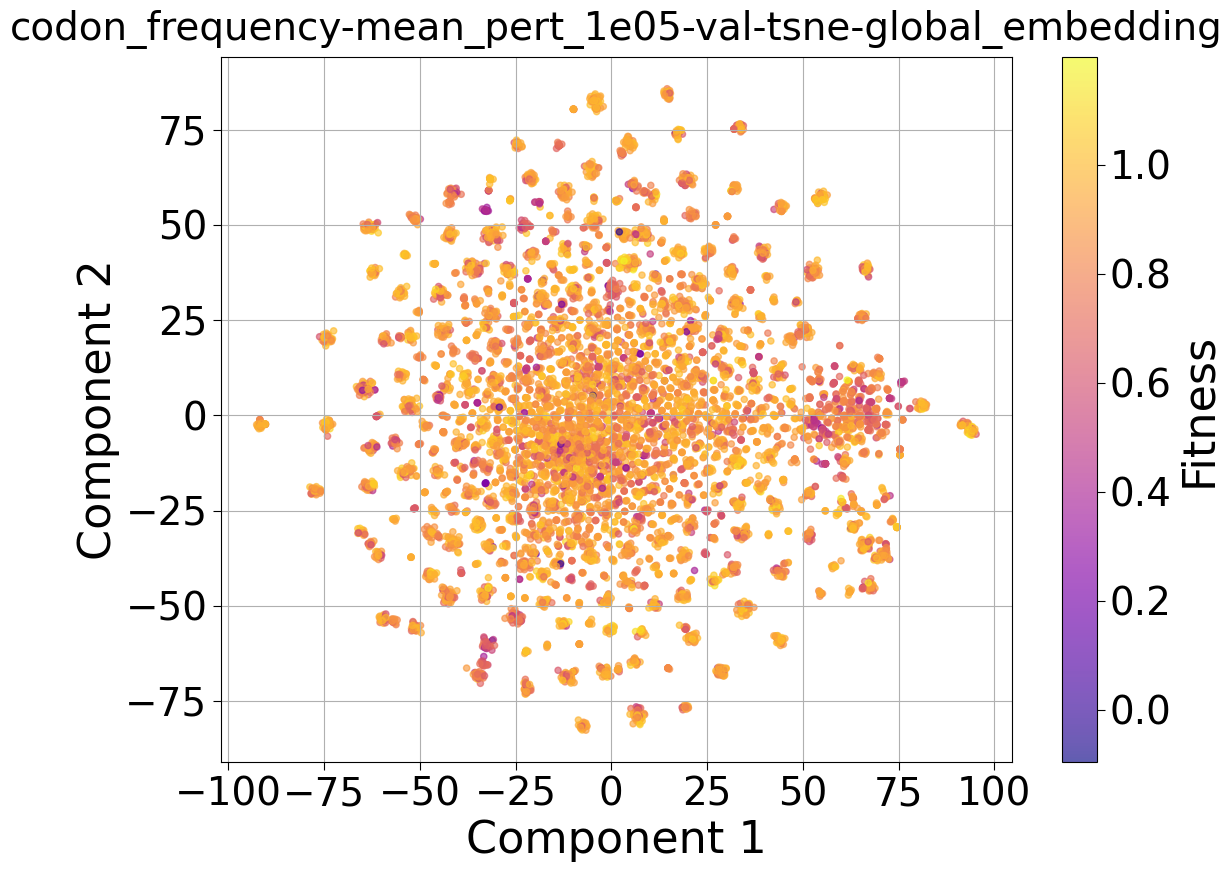 codon_frequency-mean_pert_1e05-val-tsne-global_embedding
75
50
25
0
−25
−50
−75
Component 2
−100 −75 −50 −25 0 25 50 75 100
Component 1
1.0
0.8
0.6
0.4
0.2
0.0
Fitness